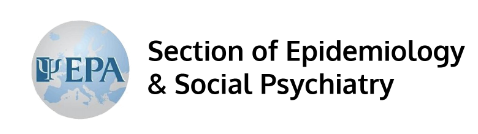 ΨEPA
Section of Epidemiology
& Social Psychiatry